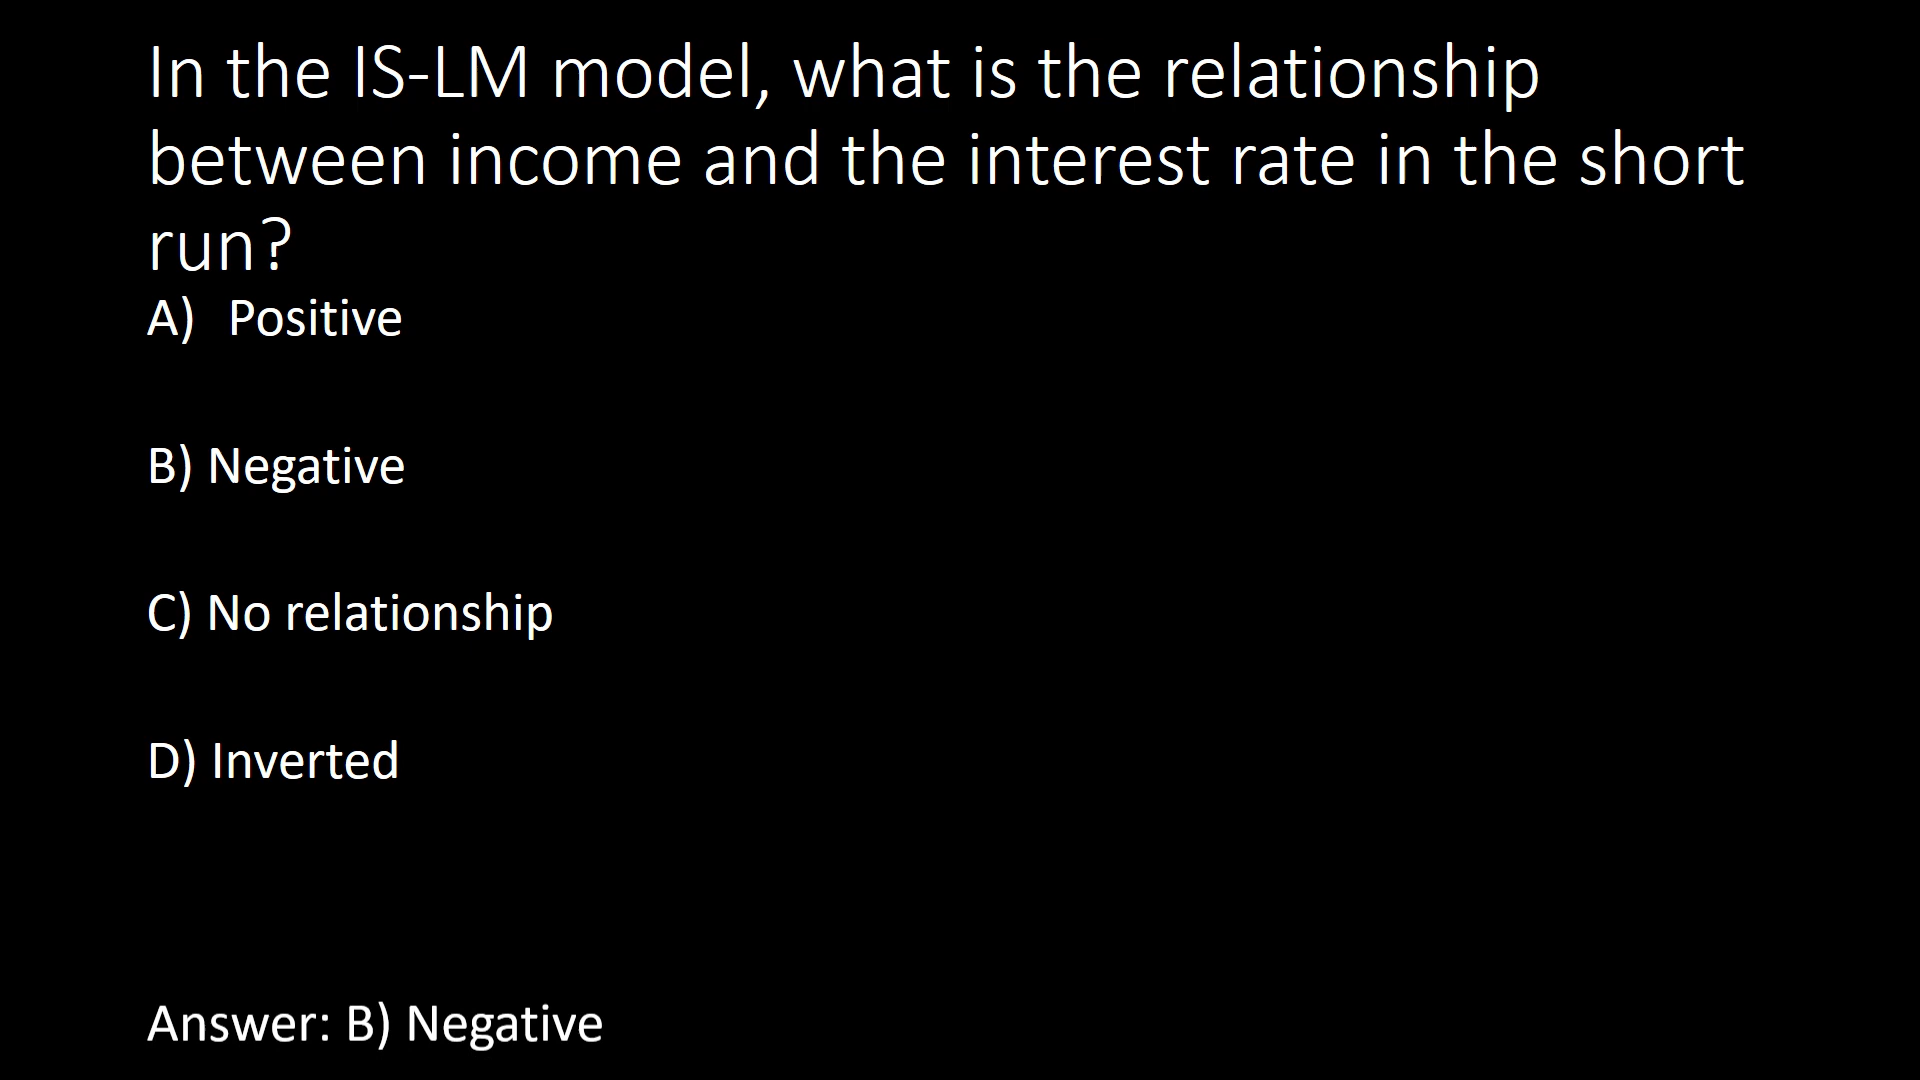 In the IS-LM model, what is the relationship
between income and the interest rate in the short
run?
A) Positive
B) Negative
C) No relationship
D) Inverted
Answer: B) Negative